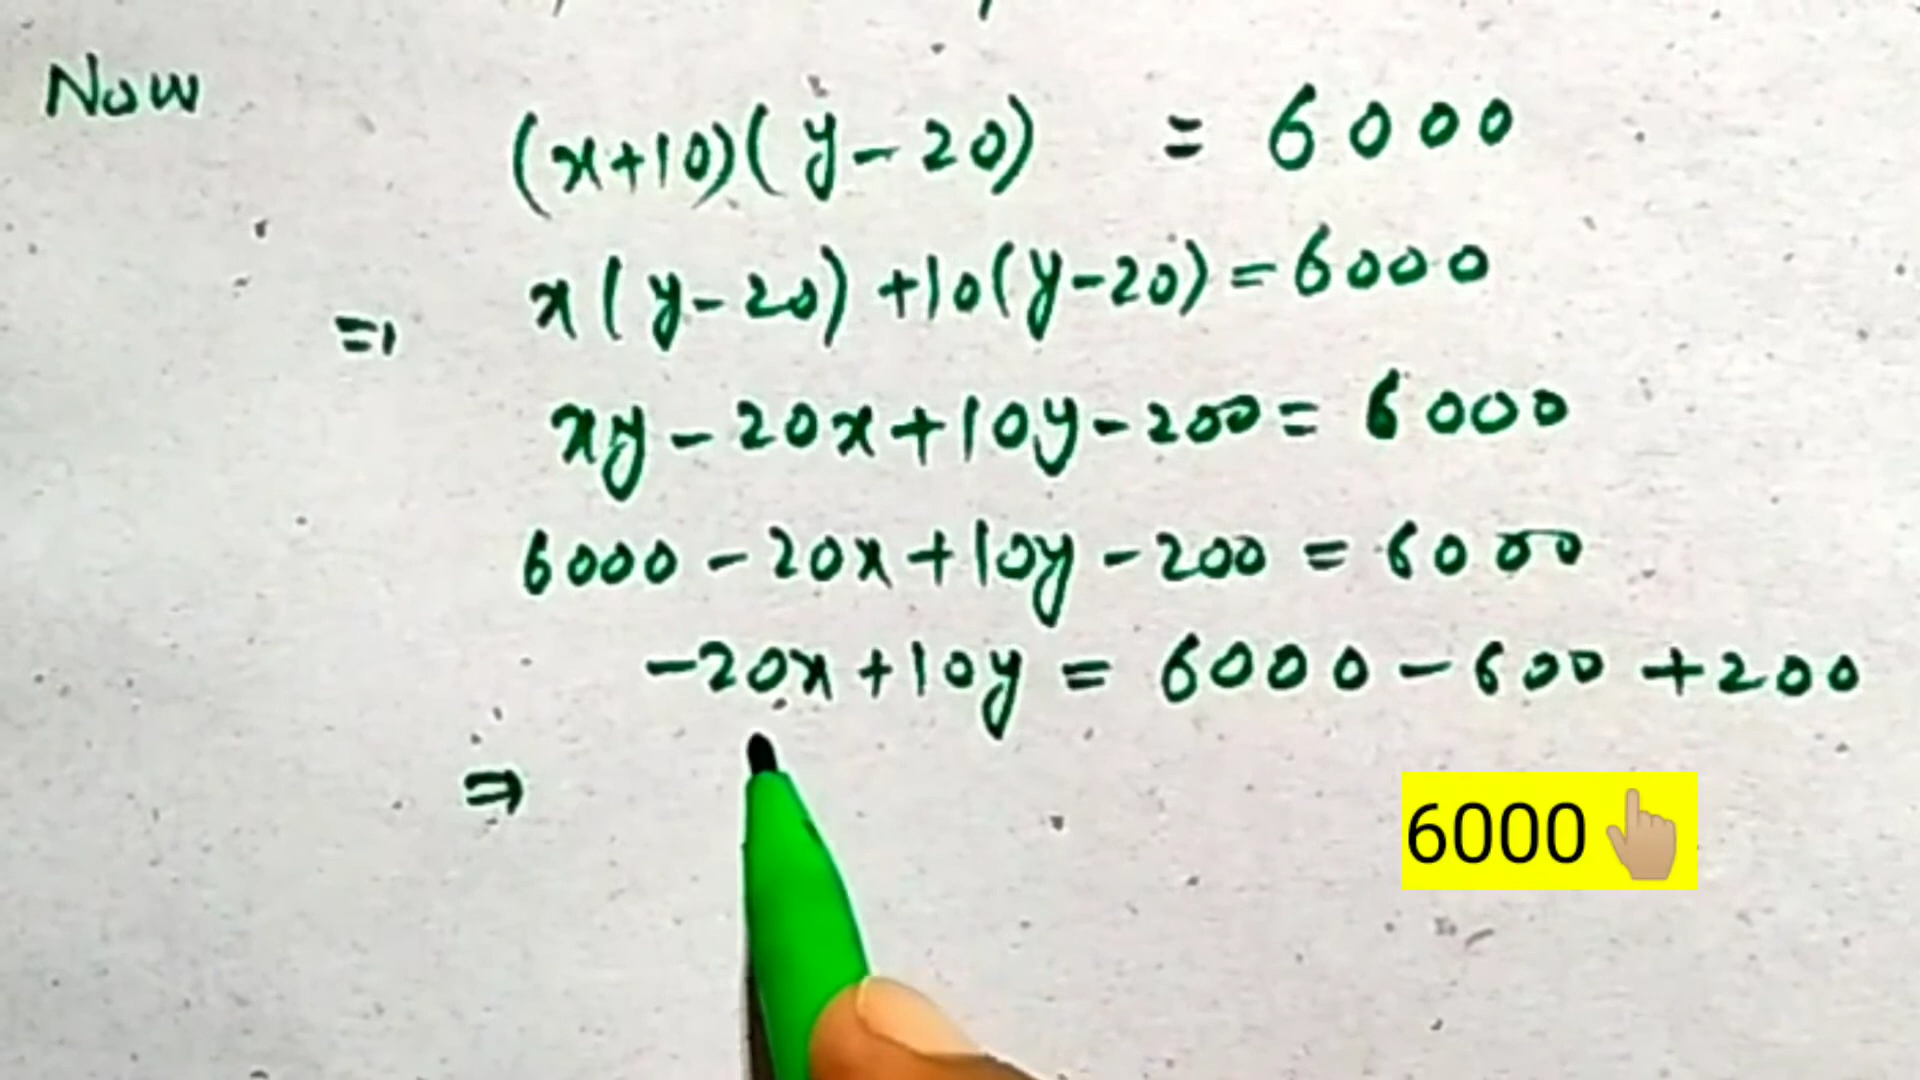 Now
(x+10)(y-20) = 6000
=> x(y-20)+10(y-20)=6000
xy-20x+10y-200=6000
6000-20x+10y-200=6000
-20x+10y=6000-600+200
=>
6000👆